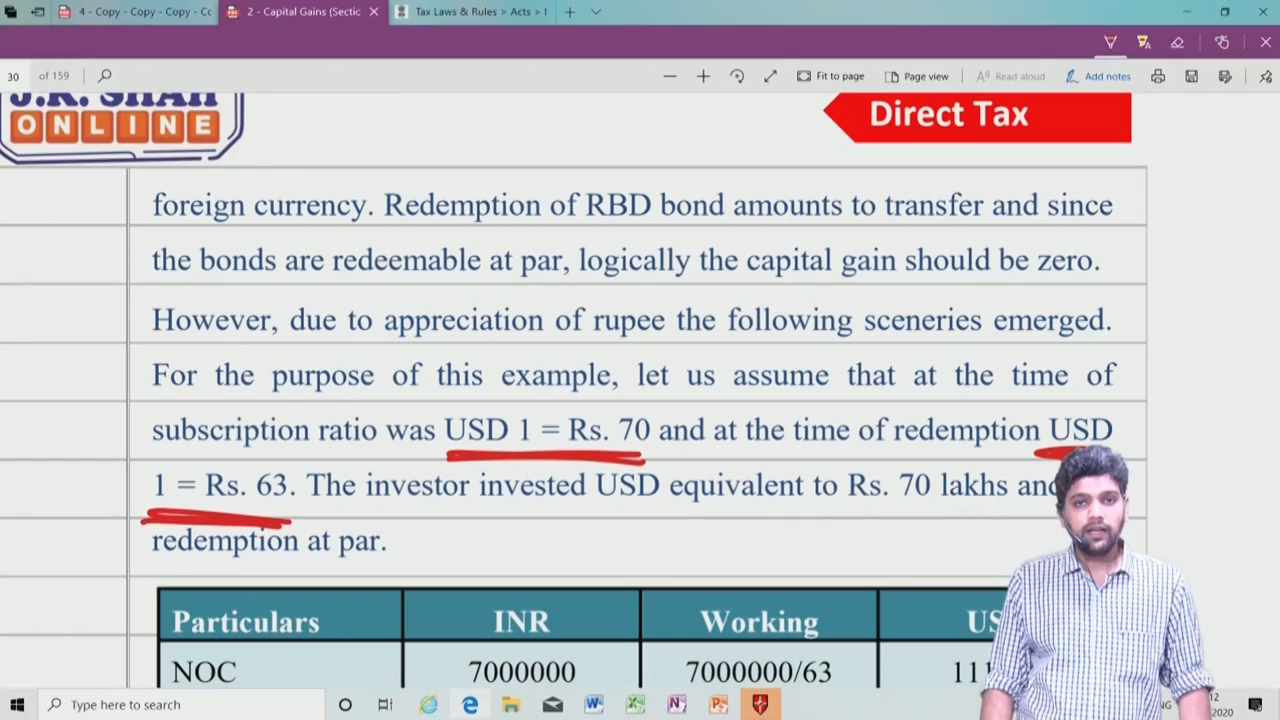 4 - Copy - Copy - Copy - Co
2 - Capital Gains (Sectic
Tax Laws & Rules > Acts > I
30 of 159
Fit to page
Page view
Read aloud
Add notes
J.K. SHAH
ONLINE
Direct Tax
foreign currency. Redemption of RBD bond amounts to transfer and since
the bonds are redeemable at par, logically the capital gain should be zero.
However, due to appreciation of rupee the following sceneries emerged.
For the purpose of this example, let us assume that at the time of
subscription ratio was USD 1 = Rs. 70 and at the time of redemption USD
1 = Rs. 63. The investor invested USD equivalent to Rs. 70 lakhs and
redemption at par.
Particulars INR Working
NOC 7000000 7000000/63
Type here to search
2020